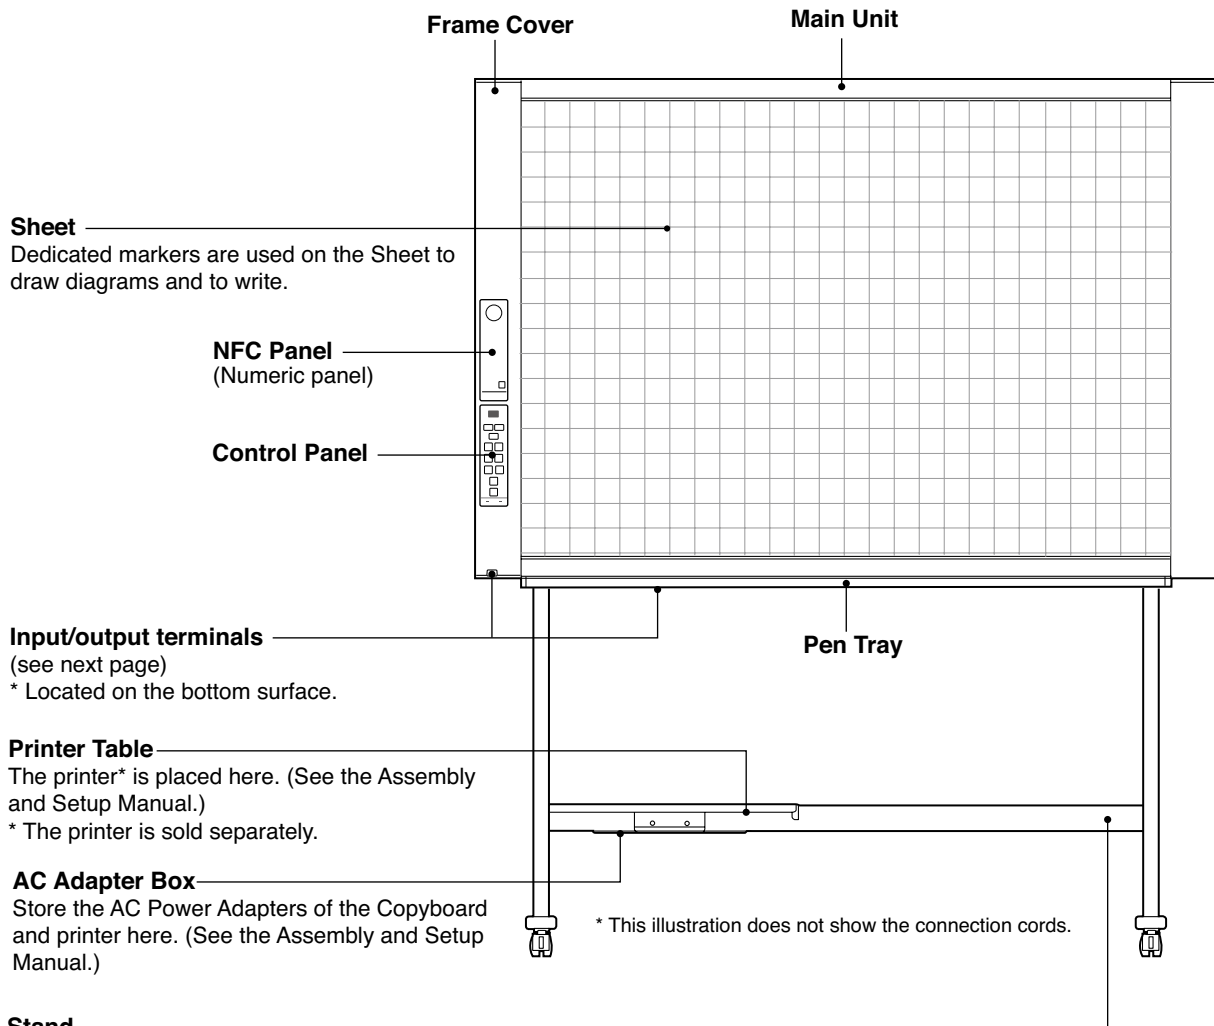 Frame Cover
Main Unit
Sheet
Dedicated markers are used on the Sheet to
draw diagrams and to write.
NFC Panel
(Numeric panel)
Control Panel
Input/output terminals
(see next page)
* Located on the bottom surface.
Pen Tray
Printer Table
The printer* is placed here. (See the Assembly
and Setup Manual.)
* The printer is sold separately.
AC Adapter Box
Store the AC Power Adapters of the Copyboard
and printer here. (See the Assembly and Setup
Manual.)
* This illustration does not show the connection cords.
Stand